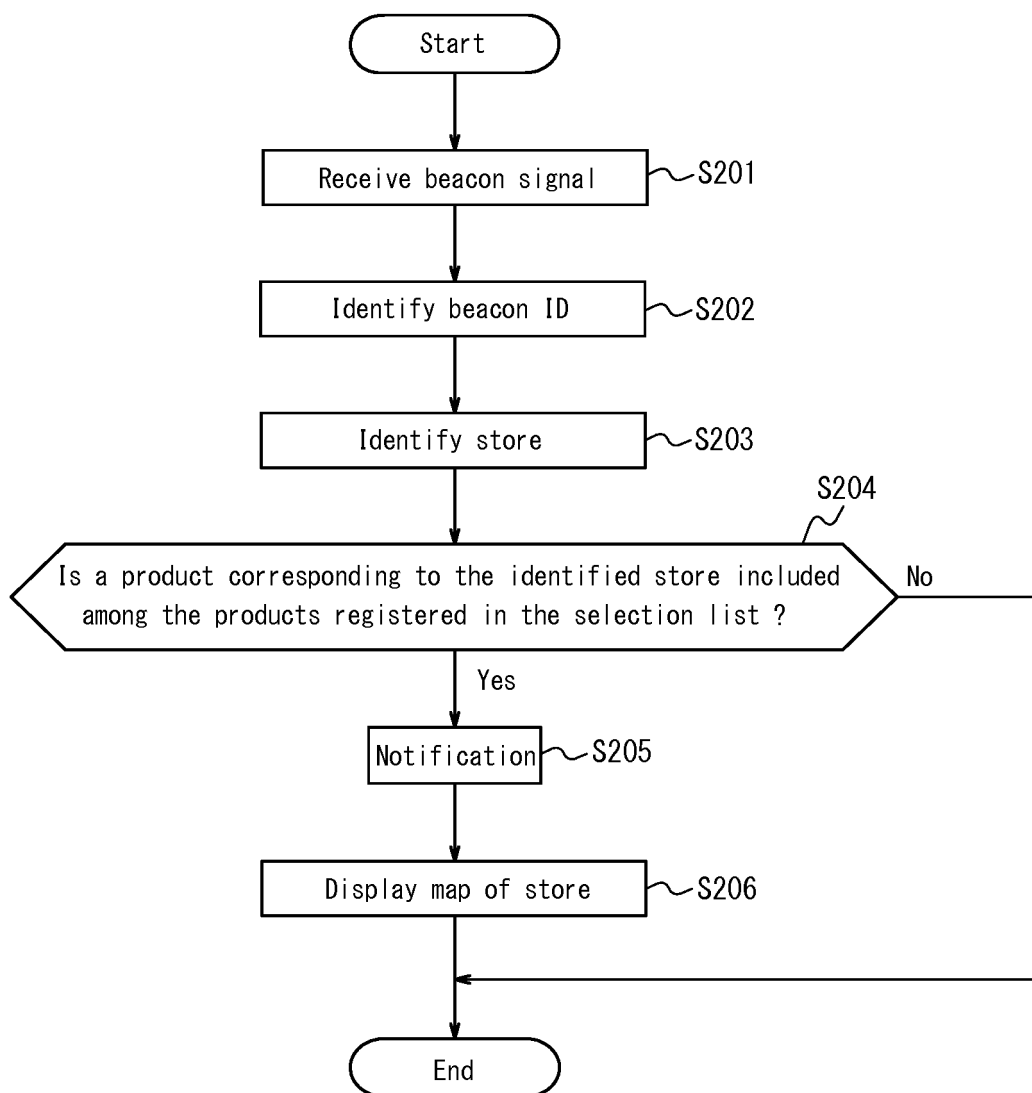 Start
Receive beacon signal
S201
Identify beacon ID
S202
Identify store
S203
S204
Is a product corresponding to the identified store included
among the products registered in the selection list ?
No
Yes
Notification
S205
Display map of store
S206
End